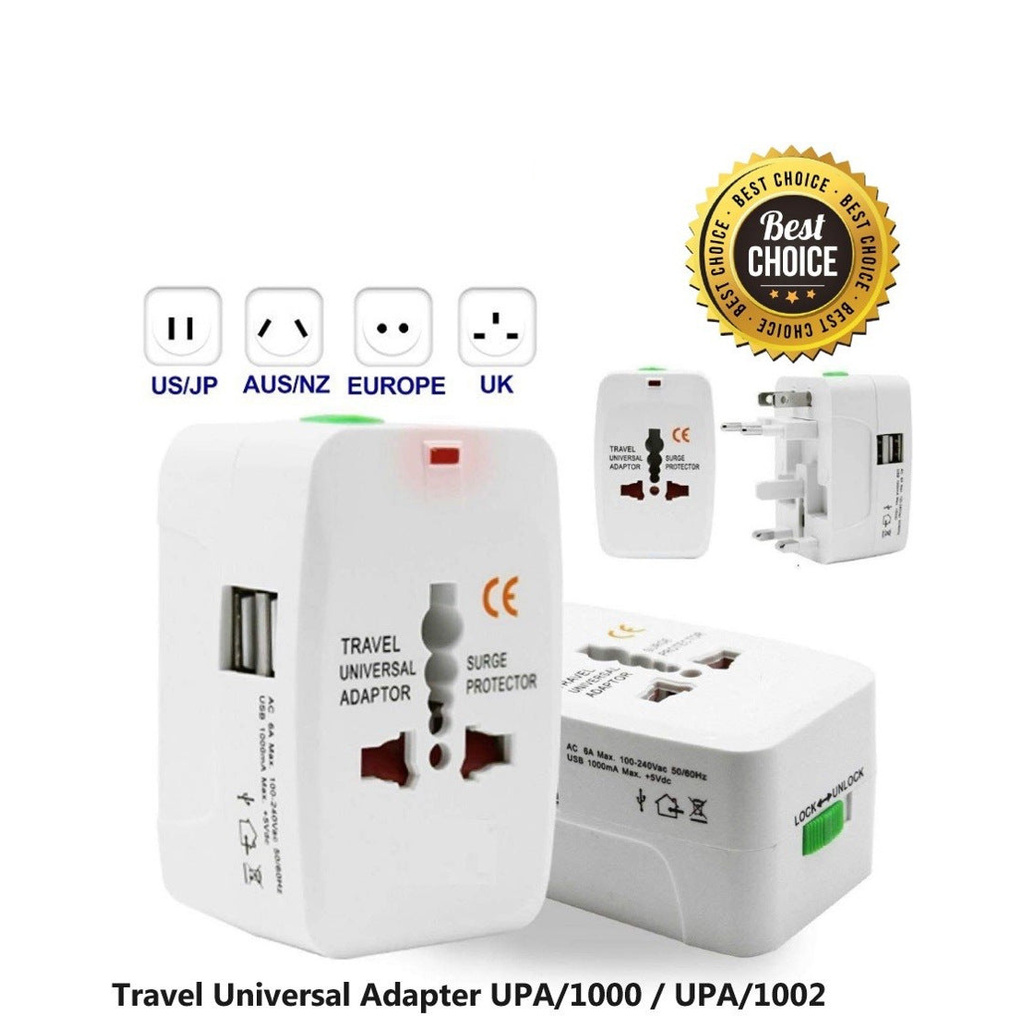 BEST CHOICE · BEST CHOICE · BEST CHOICE · BEST CHOICE ·
Best
CHOICE
US/JP
AUS/NZ
EUROPE
UK
TRAVEL
UNIVERSAL
ADAPTOR
SURGE
PROTECTOR
CE
TRAVEL
UNIVERSAL
ADAPTOR
SURGE
PROTECTOR
CE
AC 6A Max. 100-240Vac 50/60Hz
USB 1000mA Max. +5Vdc
TRAVEL
UNIVERSAL
ADAPTOR
SURGE
PROTECTOR
CE
AC 6A Max. 100-240Vac 50/60Hz
USB 1000mA Max. +5Vdc
LOCK↔UNLOCK
Travel Universal Adapter UPA/1000 / UPA/1002